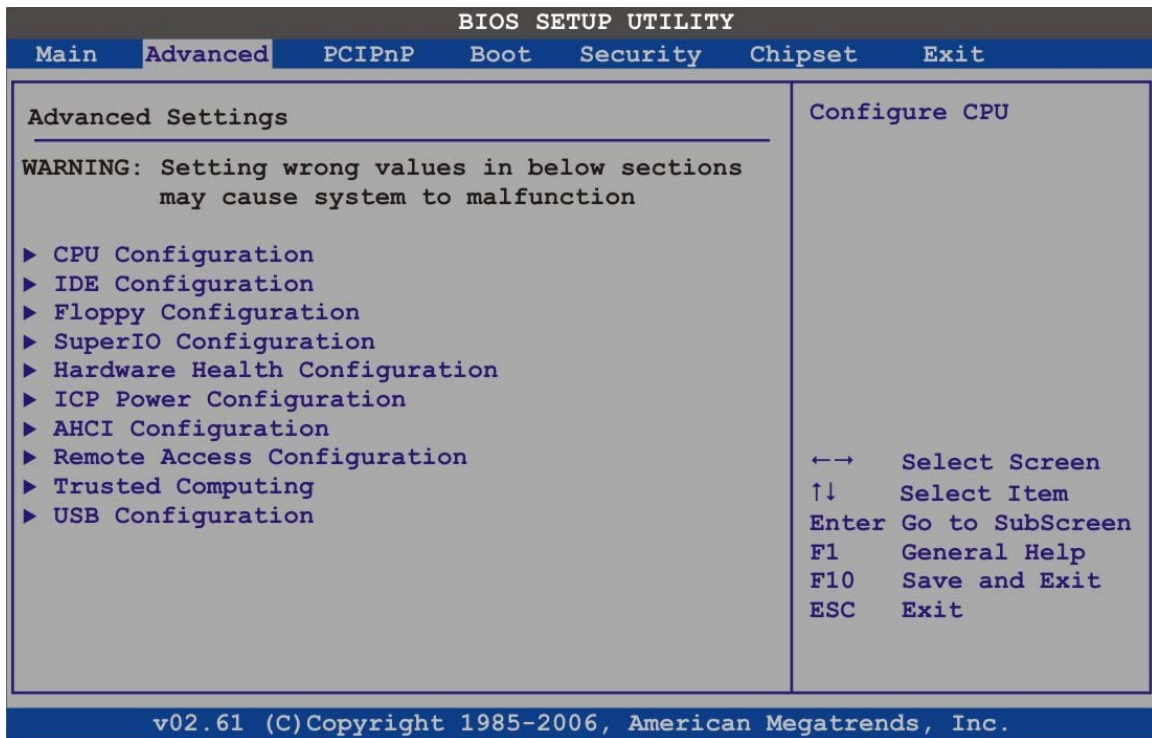 BIOS SETUP UTILITY
Main Advanced PCIPnP Boot Security Chipset Exit
Advanced Settings
WARNING: Setting wrong values in below sections
may cause system to malfunction
▶ CPU Configuration
▶ IDE Configuration
▶ Floppy Configuration
▶ SuperIO Configuration
▶ Hardware Health Configuration
▶ ICP Power Configuration
▶ AHCI Configuration
▶ Remote Access Configuration
▶ Trusted Computing
▶ USB Configuration
Configure CPU
←→ Select Screen
↑↓ Select Item
Enter Go to SubScreen
F1 General Help
F10 Save and Exit
ESC Exit
v02.61 (C)Copyright 1985-2006, American Megatrends, Inc.